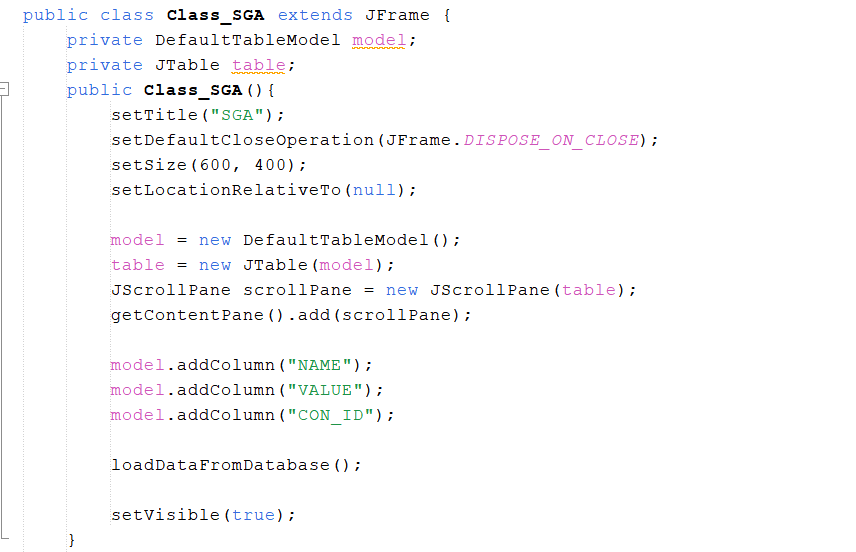 public class Class_SGA extends JFrame {
    private DefaultTableModel model;
    private JTable table;
    public Class_SGA(){
        setTitle("SGA");
        setDefaultCloseOperation(JFrame.DISPOSE_ON_CLOSE);
        setSize(600, 400);
        setLocationRelativeTo(null);

        model = new DefaultTableModel();
        table = new JTable(model);
        JScrollPane scrollPane = new JScrollPane(table);
        getContentPane().add(scrollPane);

        model.addColumn("NAME");
        model.addColumn("VALUE");
        model.addColumn("CON_ID");

        loadDataFromDatabase();

        setVisible(true);
    }